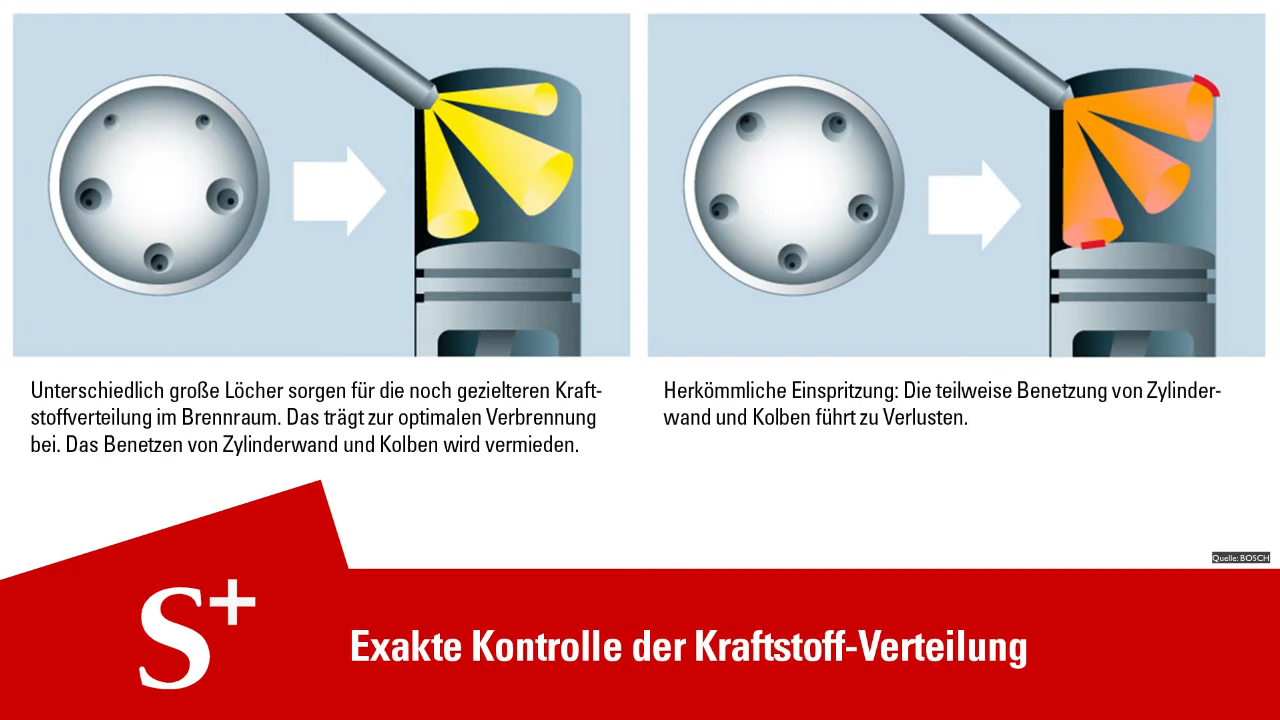 Unterschiedlich große Löcher sorgen für die noch gezielteren Kraft-
stoffverteilung im Brennraum. Das trägt zur optimalen Verbrennung
bei. Das Benetzen von Zylinderwand und Kolben wird vermieden.
Herkömmliche Einspritzung: Die teilweise Benetzung von Zylinder-
wand und Kolben führt zu Verlusten.
Quelle: BOSCH
S+
Exakte Kontrolle der Kraftstoff-Verteilung